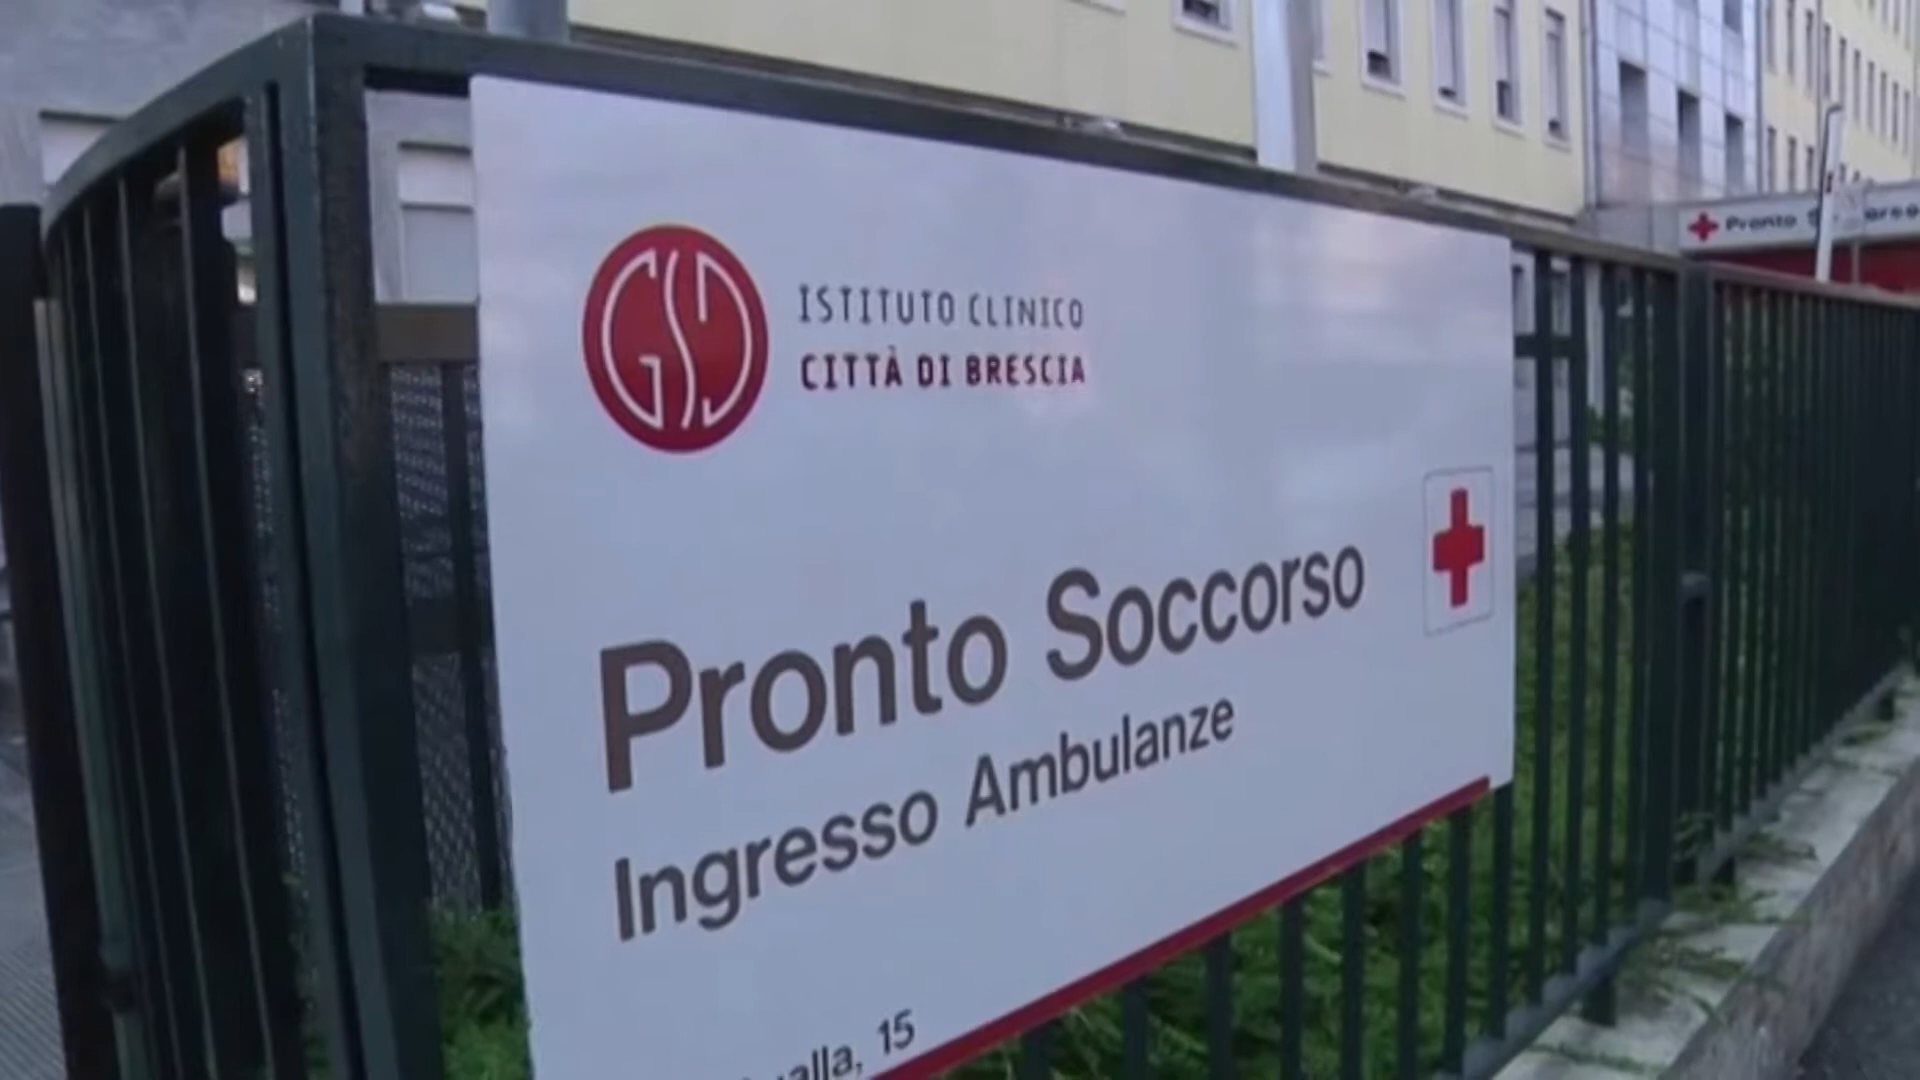 GSD
ISTITUTO CLINICO
CITTÀ DI BRESCIA
Pronto Soccorso
Ingresso Ambulanze
15
Pronto